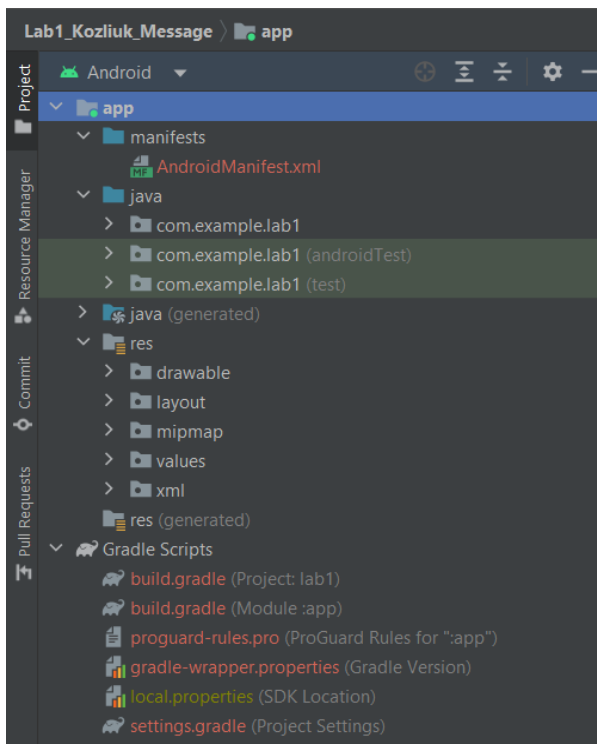 Lab1_Kozliuk_Message app
Project
Resource Manager
Commit
Pull Requests
Android
app
manifests
MF AndroidManifest.xml
java
com.example.lab1
com.example.lab1 (androidTest)
com.example.lab1 (test)
java (generated)
res
drawable
layout
mipmap
values
xml
res (generated)
Gradle Scripts
build.gradle (Project: lab1)
build.gradle (Module :app)
proguard-rules.pro (ProGuard Rules for ":app")
gradle-wrapper.properties (Gradle Version)
local.properties (SDK Location)
settings.gradle (Project Settings)